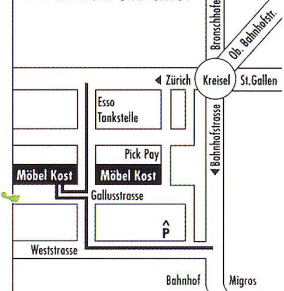 Bronschhofe
Ob. Bahnhofstr.
Zürich
Kreisel
St.Gallen
Esso
Tankstelle
Bahnhofstrasse
Pick Pay
Möbel Kost
Möbel Kost
Gallusstrasse
P
Weststrasse
Bahnhof
Migros